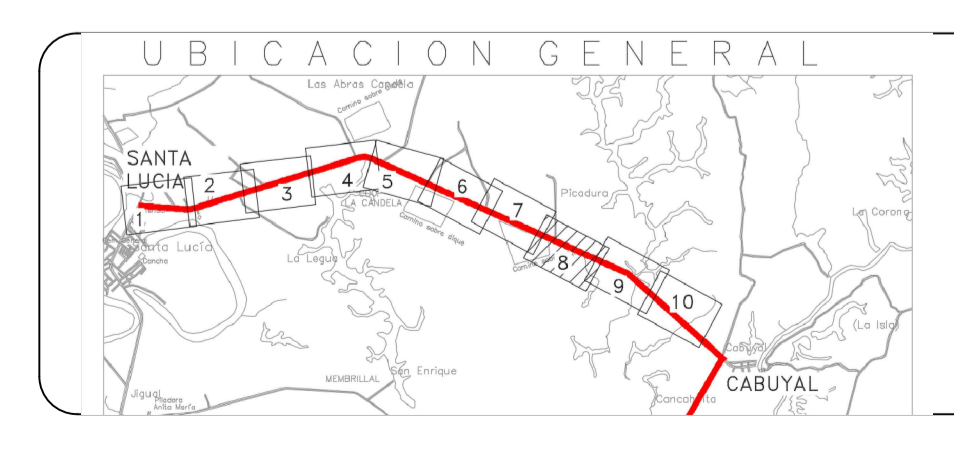 UBICACION GENERAL
Las Abras Candela
Camino sobre
SANTA
LUCIA
1
2
3
4
5
6
7
8
9
10
LA CANDELA
Camino sobre dique
Picadura
La Corona
Santa Lucía
Cancha
La Legua
Camino
(La Isla)
Cabuyal
CABUYAL
San Enrique
MEMBRILLAL
Jigual
Piladora
Anita María